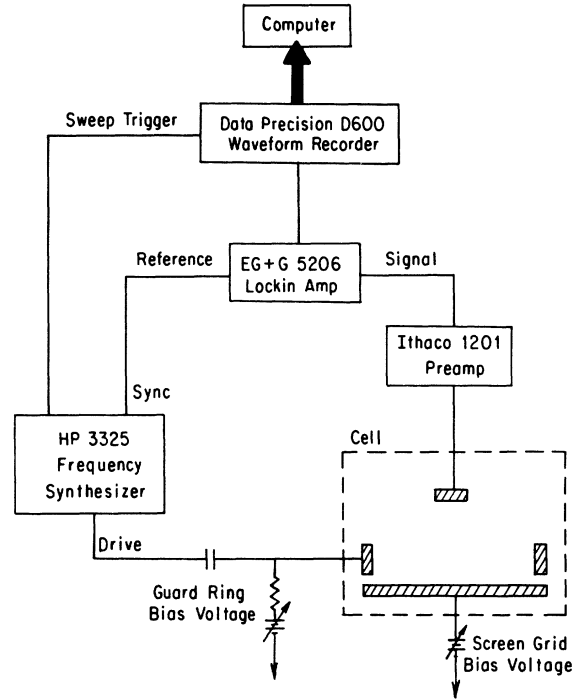 Computer
Sweep Trigger
Data Precision D600
Waveform Recorder
Reference
EG+G 5206
Lockin Amp
Signal
Ithaco 1201
Preamp
Sync
HP 3325
Frequency
Synthesizer
Cell
Drive
Guard Ring
Bias Voltage
Screen Grid
Bias Voltage